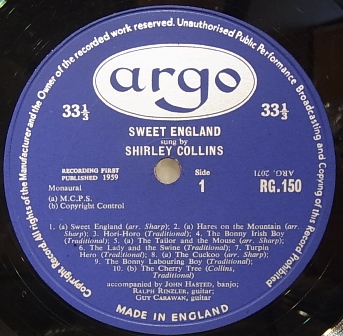 Copyright Record. All rights of the Manufacturer and the Owner of the recorded work reserved. Unauthorised Public Performance Broadcasting and Copying of this Record Prohibited
argo
33⅓
33⅓
SWEET ENGLAND
sung by
SHIRLEY COLLINS
RECORDING FIRST
PUBLISHED 1959
Monaural
(a) M.C.P.S.
(b) Copyright Control
Side
1
RG.150
ARG. 2071
1. (a) Sweet England (arr. Sharp); 2. (a) Hares on the Mountain (arr.
Sharp); 3. Hori-Horo (Traditional); 4. The Bonny Irish Boy
(Traditional); 5. (a) The Tailor and the Mouse (arr. Sharp);
6. The Lady and the Swine (Traditional); 7. Turpin
Hero (Traditional); 8. (a) The Cuckoo (arr. Sharp);
9. The Bonny Labouring Boy (Traditional);
10. (b) The Cherry Tree (Collins,
Traditional)
accompanied by JOHN HASTED, banjo;
RALPH RINZLER, guitar;
GUY CARAWAN, guitar
MADE IN ENGLAND